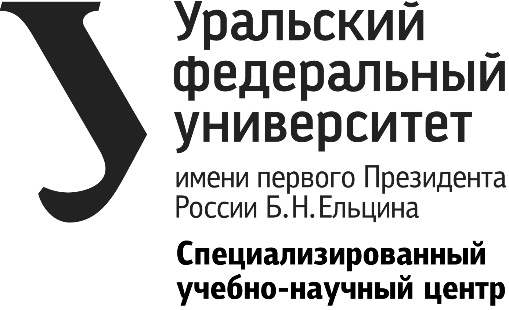 Уральский
федеральный
университет
имени первого Президента
России Б.Н.Ельцина
Специализированный
учебно-научный центр